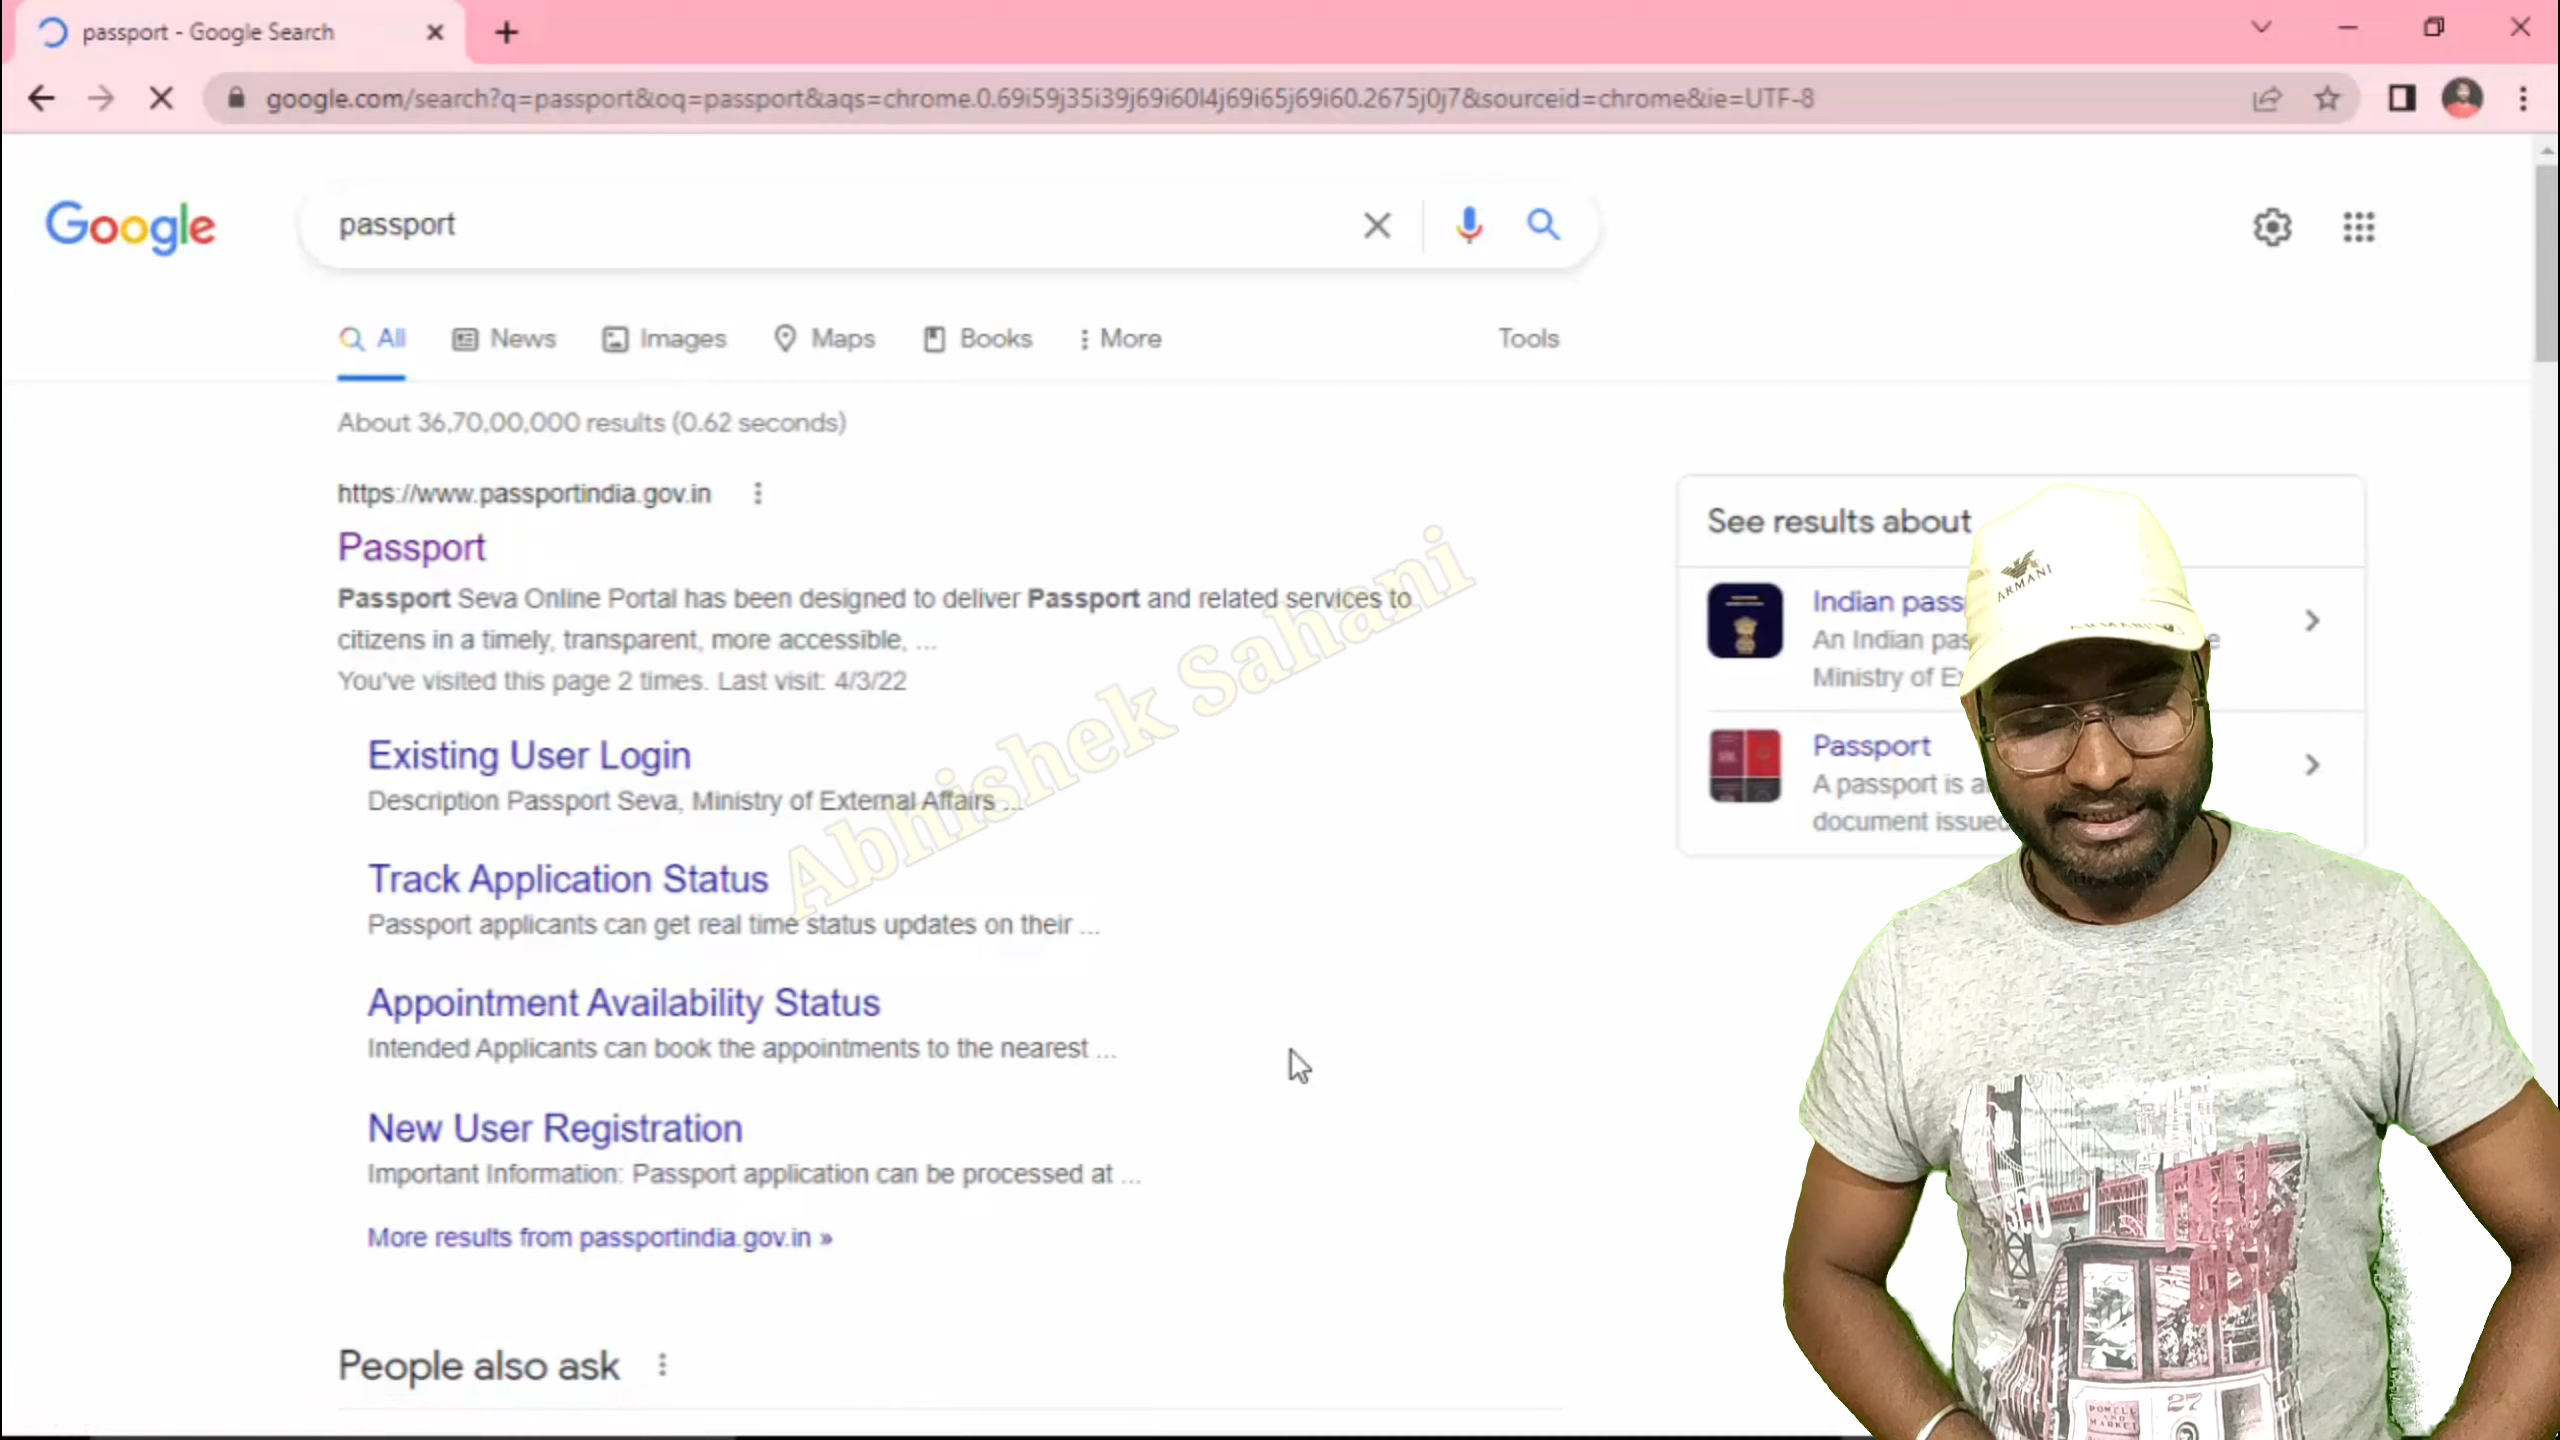 passport - Google Search
google.com/search?q=passport&oq=passport&aqs=chrome.0.69i59j35i39j69i60l4j69i65j69i60.2675j0j7&sourceid=chrome&ie=UTF-8
Google
passport
All News Images Maps Books More Tools
About 36,70,00,000 results (0.62 seconds)
https://www.passportindia.gov.in
Passport
Passport Seva Online Portal has been designed to deliver Passport and related services to
citizens in a timely, transparent, more accessible, ...
You've visited this page 2 times. Last visit: 4/3/22
Existing User Login
Description Passport Seva, Ministry of External Affairs ...
Track Application Status
Passport applicants can get real time status updates on their ...
Appointment Availability Status
Intended Applicants can book the appointments to the nearest ...
New User Registration
Important Information: Passport application can be processed at ...
More results from passportindia.gov.in »
People also ask
Abhishek Sahani
See results about
Indian
An Indian
Ministry of
Passport
A passport is
document issued
ARMANI
27
POWELL
AND
MARKET